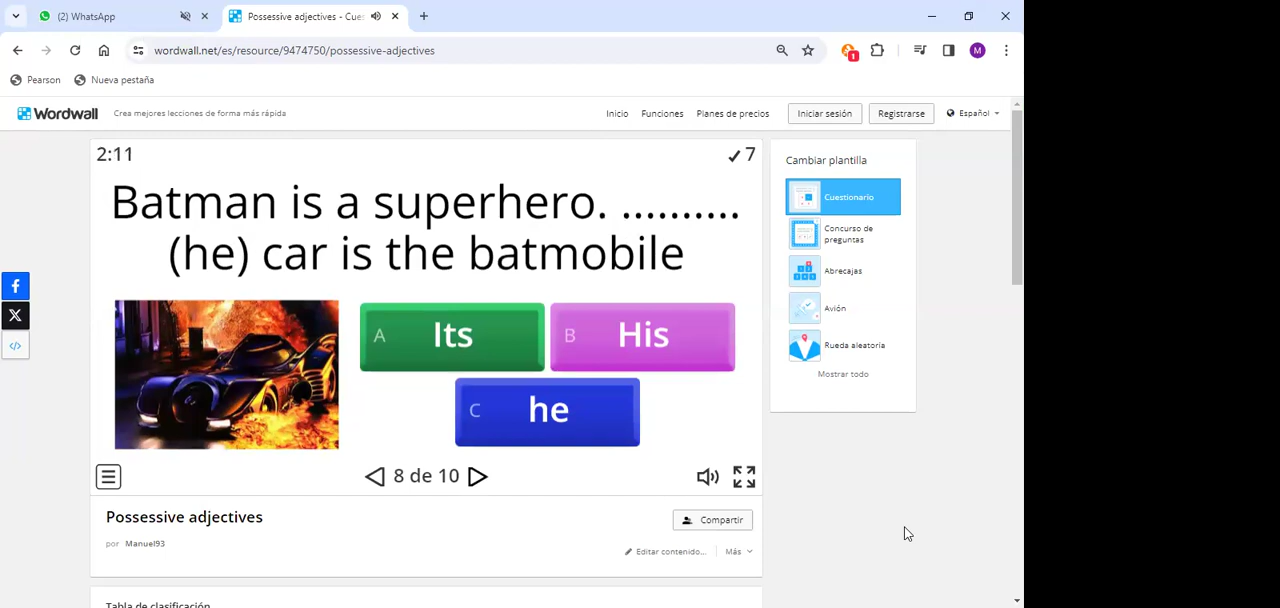 (2) WhatsApp
Possessive adjectives - Cues
wordwall.net/es/resource/9474750/possessive-adjectives
1
M
Pearson
Nueva pestaña
Wordwall
Crea mejores lecciones de forma más rápida
Inicio
Funciones
Planes de precios
Iniciar sesión
Registrarse
Español
2:11
7
Batman is a superhero. ..........
(he) car is the batmobile
A Its
B His
C he
8 de 10
Cambiar plantilla
Cuestionario
Concurso de
preguntas
Abrecajas
Avión
Rueda aleatoria
Mostrar todo
Possessive adjectives
Compartir
por Manuel93
Editar contenido...
Más
Tabla de clasificación